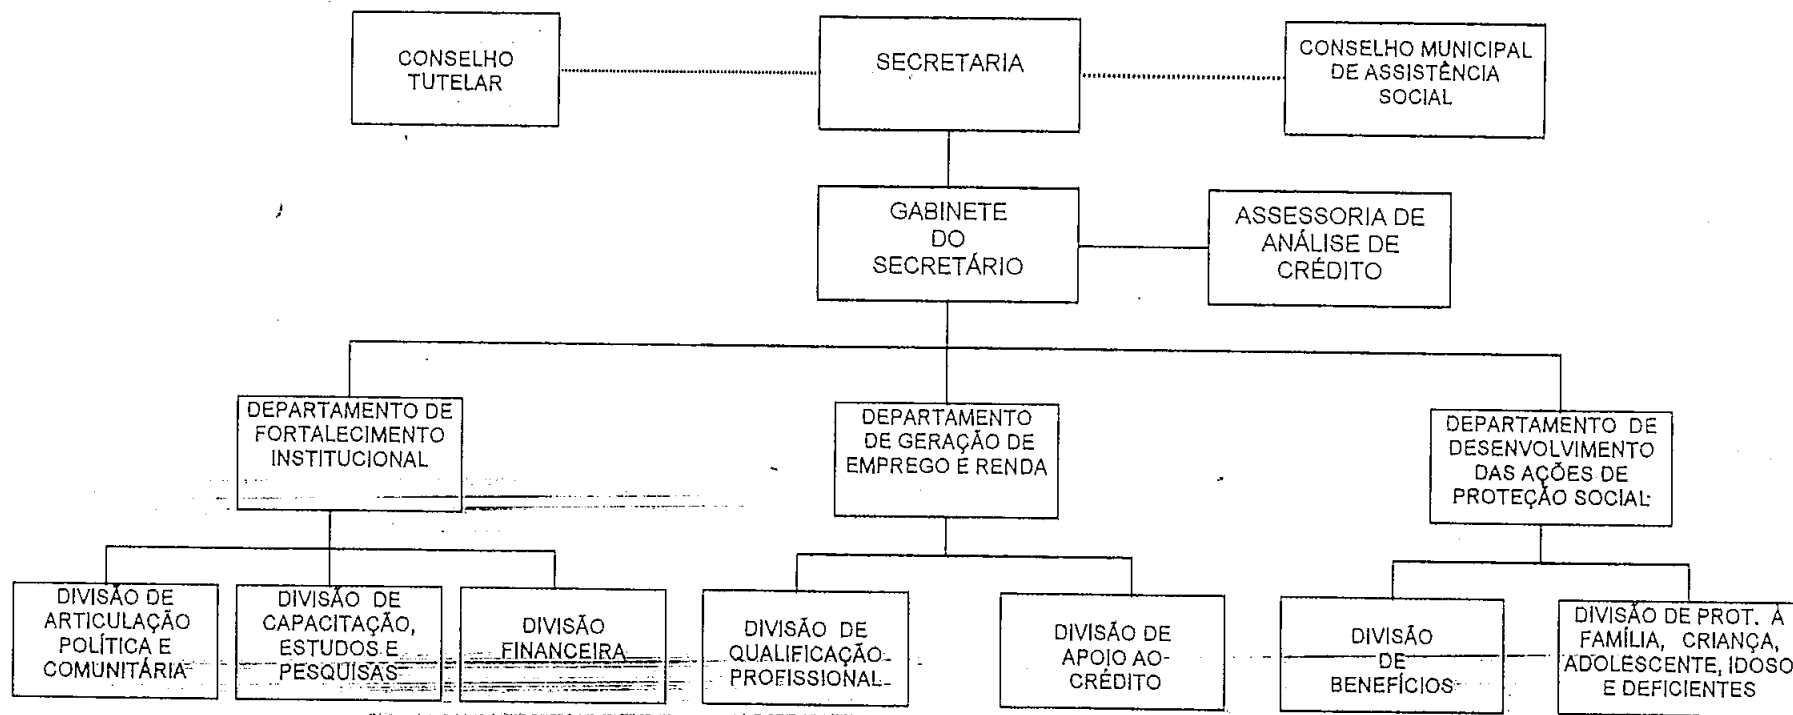 CONSELHO
TUTELAR
SECRETARIA
CONSELHO MUNICIPAL
DE ASSISTÊNCIA
SOCIAL
GABINETE
DO
SECRETÁRIO
ASSESSORIA DE
ANÁLISE DE
CRÉDITO
DEPARTAMENTO DE
FORTALECIMENTO
INSTITUCIONAL
DEPARTAMENTO
DE GERAÇÃO DE
EMPREGO E RENDA
DEPARTAMENTO DE
DESENVOLVIMENTO
DAS AÇÕES DE
PROTEÇÃO SOCIAL
DIVISÃO DE
ARTICULAÇÃO
POLÍTICA E
COMUNITÁRIA
DIVISÃO DE
CAPACITAÇÃO,
ESTUDOS E
PESQUISAS
DIVISÃO
FINANCEIRA
DIVISÃO DE
QUALIFICAÇÃO
PROFISSIONAL
DIVISÃO DE
APOIO AO
CRÉDITO
DIVISÃO
DE
BENEFÍCIOS
DIVISÃO DE PROT. À
FAMÍLIA, CRIANÇA,
ADOLESCENTE, IDOSO
E DEFICIENTES